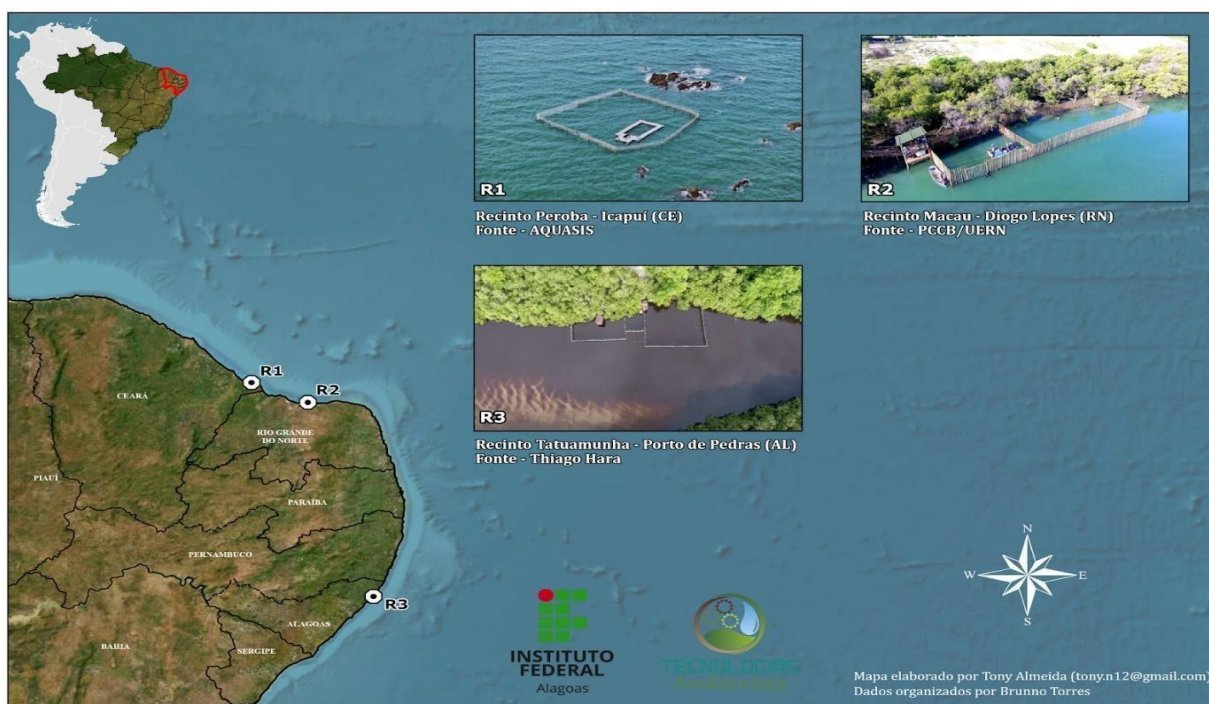 R1
Recinto Peroba - Icapuí (CE)
Fonte - AQUASIS
R2
Recinto Macau - Diogo Lopes (RN)
Fonte - PCCB/UERN
R3
Recinto Tatuamunha - Porto de Pedras (AL)
Fonte - Thiago Hara
R1
R2
CEARÁ
RIO GRANDE
DO NORTE
PIAUÍ
PARAÍBA
PERNAMBUCO
R3
ALAGOAS
BAHIA
SERGIPE
N
W
E
S
INSTITUTO
FEDERAL
Alagoas
TECNOLOGIAS
Ambientais
Mapa elaborado por Tony Almeida (tony.n12@gmail.com)
Dados organizados por Brunno Torres